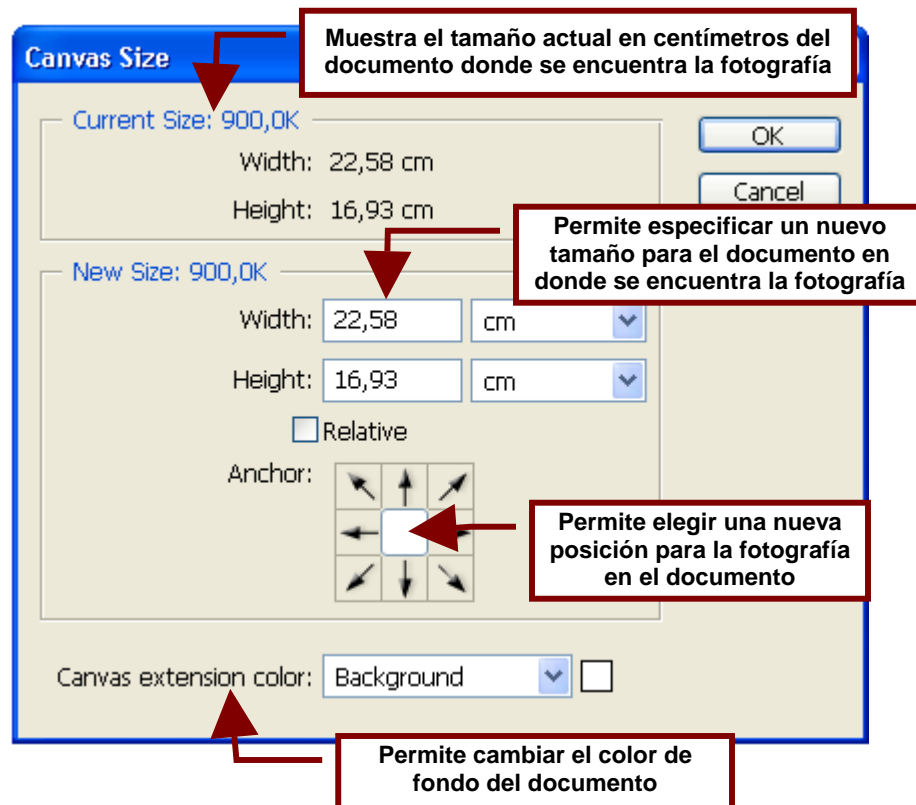 Canvas Size
Muestra el tamaño actual en centímetros del
documento donde se encuentra la fotografía
Current Size: 900,0K
Width: 22,58 cm
Height: 16,93 cm
OK
Cancel
Permite especificar un nuevo
tamaño para el documento en
donde se encuentra la fotografía
New Size: 900,0K
Width: 22,58 cm
Height: 16,93 cm
Relative
Anchor:
Permite elegir una nueva
posición para la fotografía
en el documento
Canvas extension color: Background
Permite cambiar el color de
fondo del documento